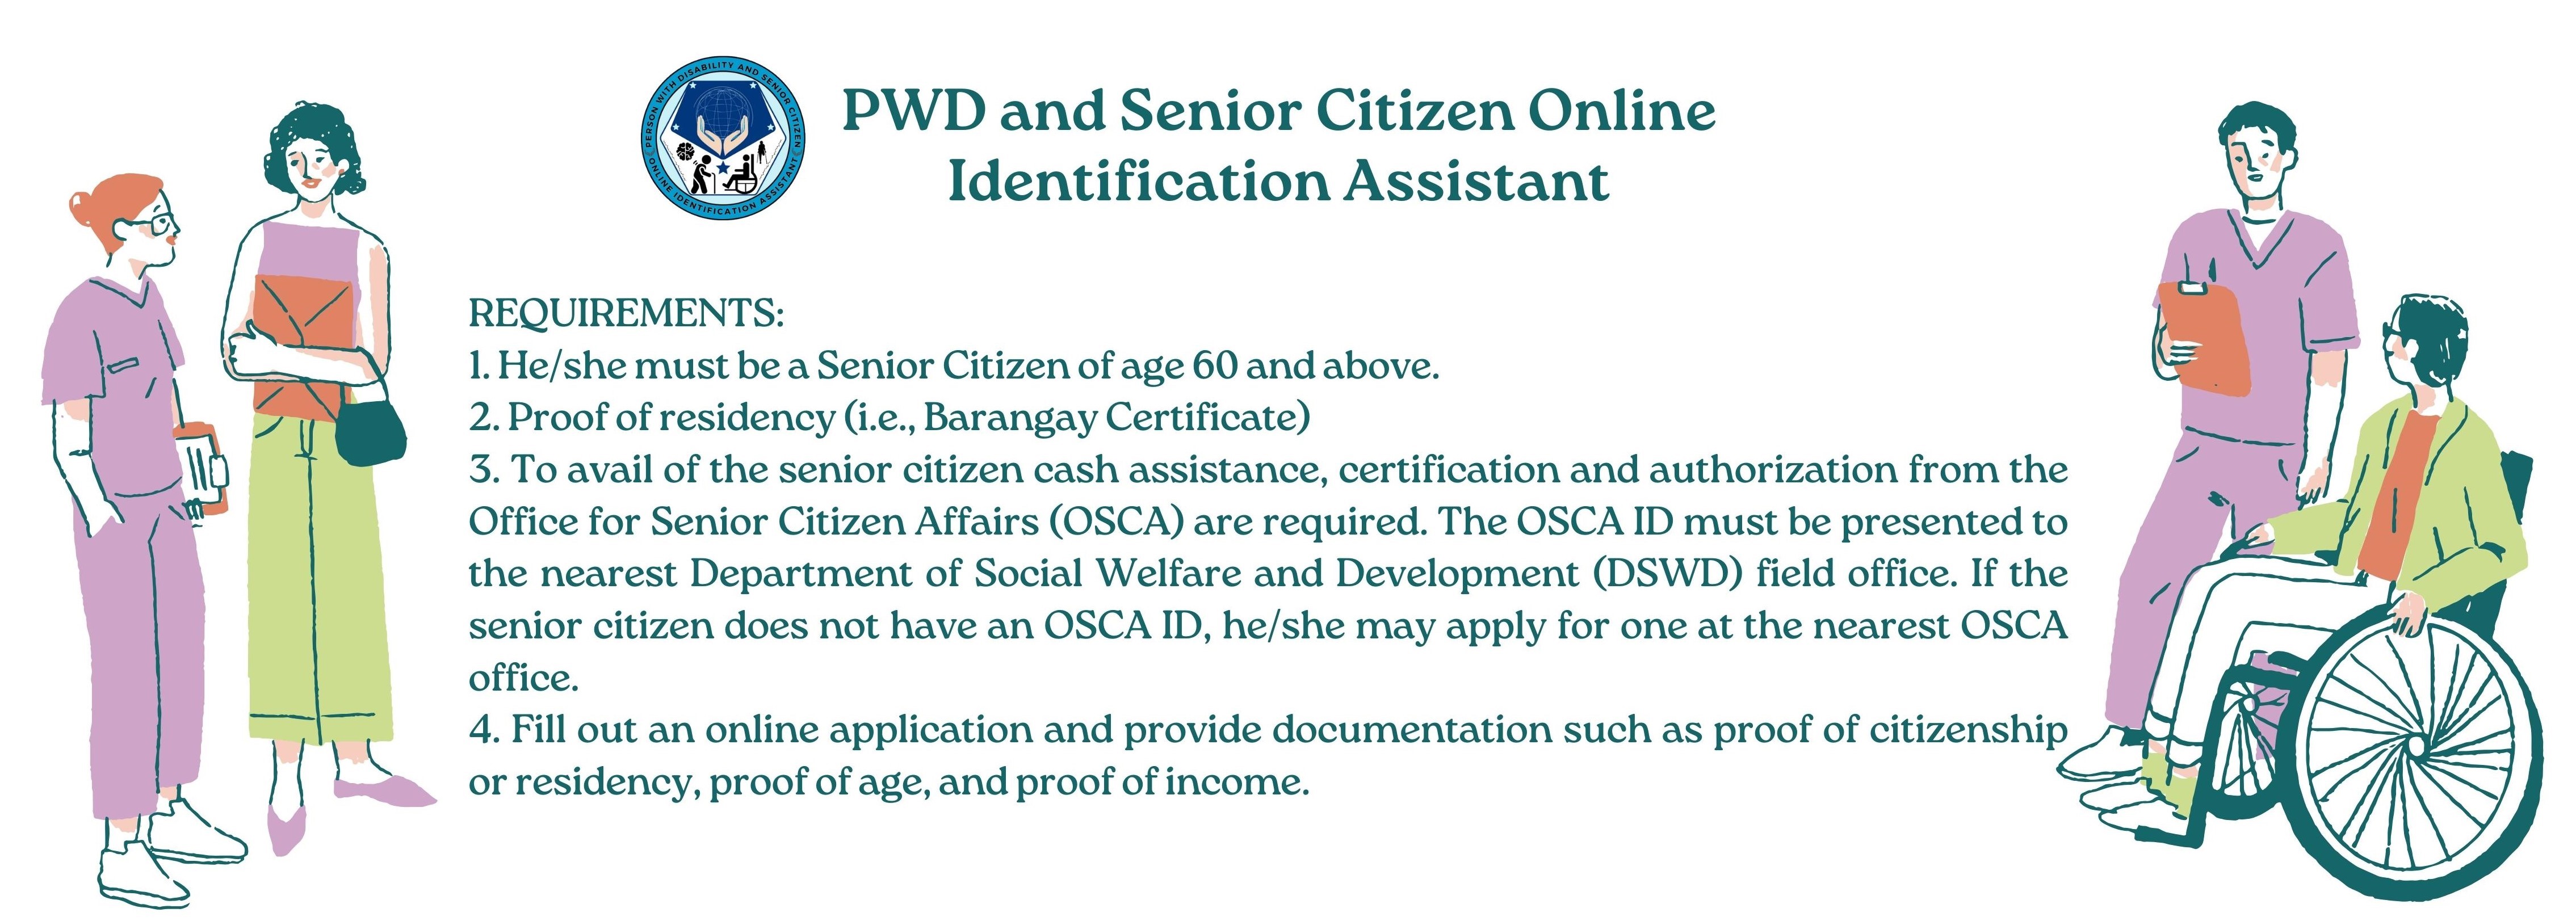 PERSON WITH DISABILITY AND SENIOR CITIZEN
ONLINE IDENTIFICATION ASSISTANT
PWD and Senior Citizen Online
Identification Assistant
REQUIREMENTS:
1. He/she must be a Senior Citizen of age 60 and above.
2. Proof of residency (i.e., Barangay Certificate)
3. To avail of the senior citizen cash assistance, certification and authorization from the
Office for Senior Citizen Affairs (OSCA) are required. The OSCA ID must be presented to
the nearest Department of Social Welfare and Development (DSWD) field office. If the
senior citizen does not have an OSCA ID, he/she may apply for one at the nearest OSCA
office.
4. Fill out an online application and provide documentation such as proof of citizenship
or residency, proof of age, and proof of income.